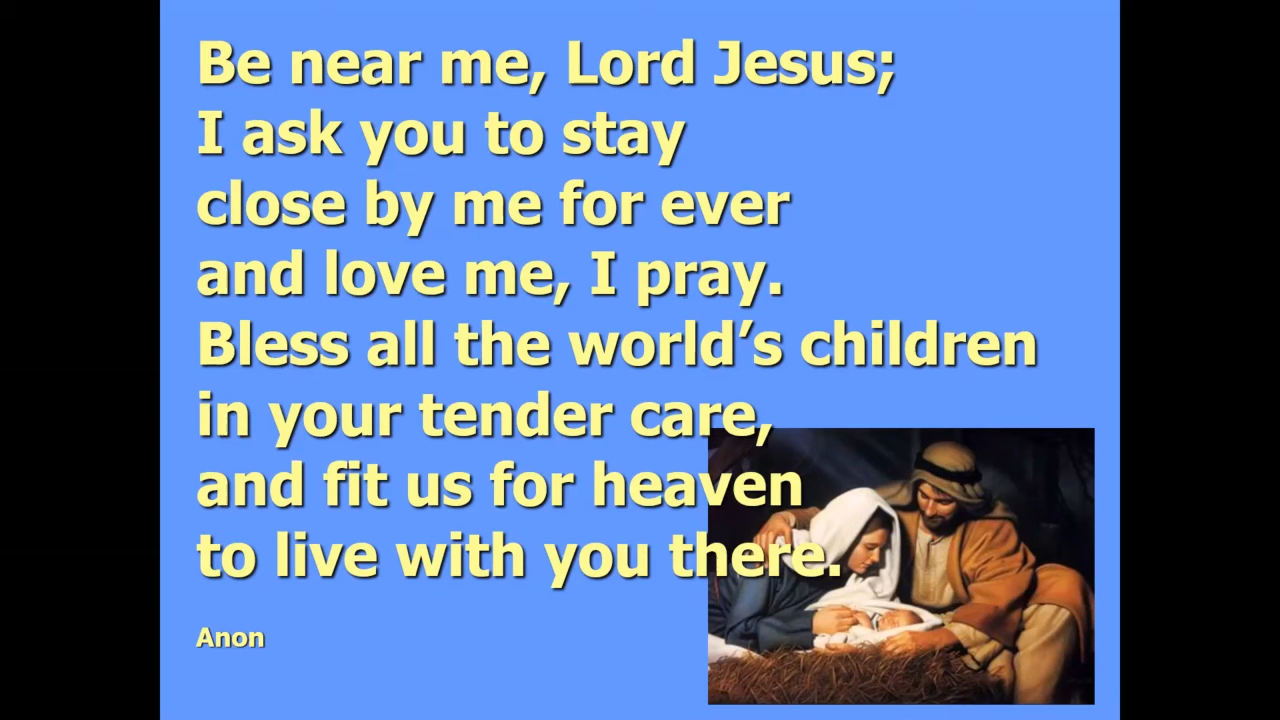 Be near me, Lord Jesus;
I ask you to stay
close by me for ever
and love me, I pray.
Bless all the world’s children
in your tender care,
and fit us for heaven
to live with you there.
Anon